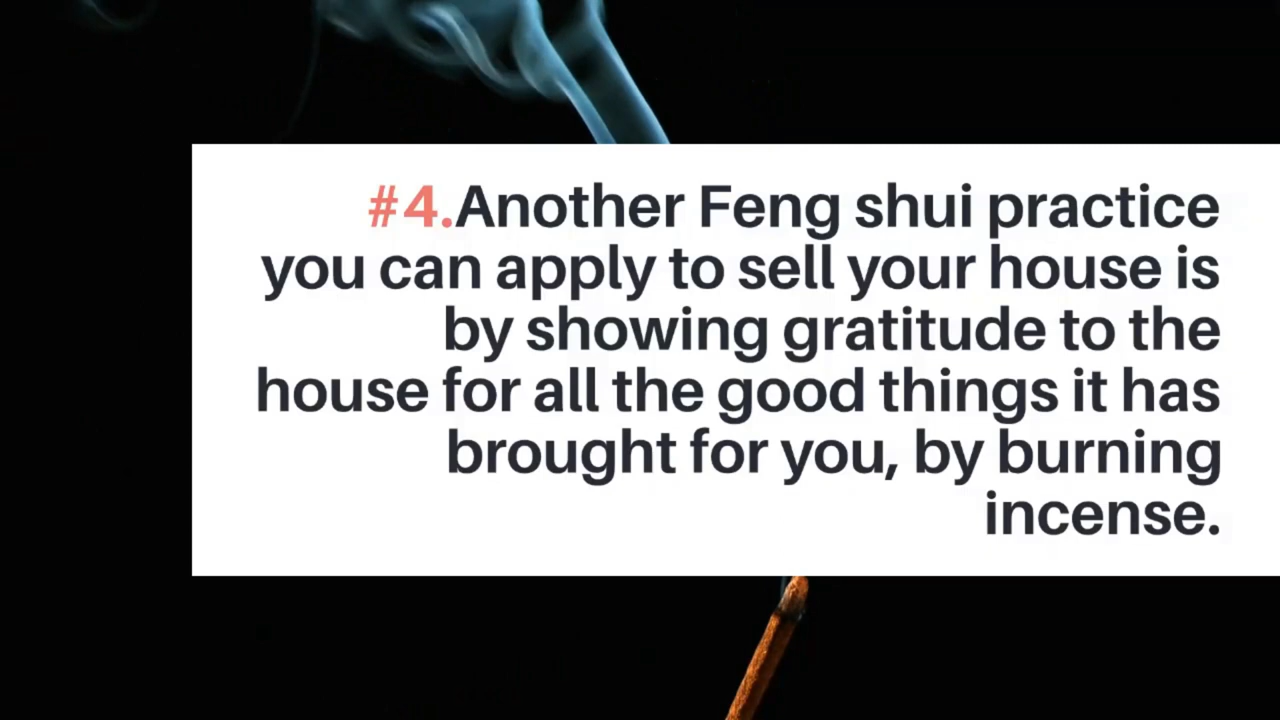 #4.Another Feng shui practice
you can apply to sell your house is
by showing gratitude to the
house for all the good things it has
brought for you, by burning
incense.